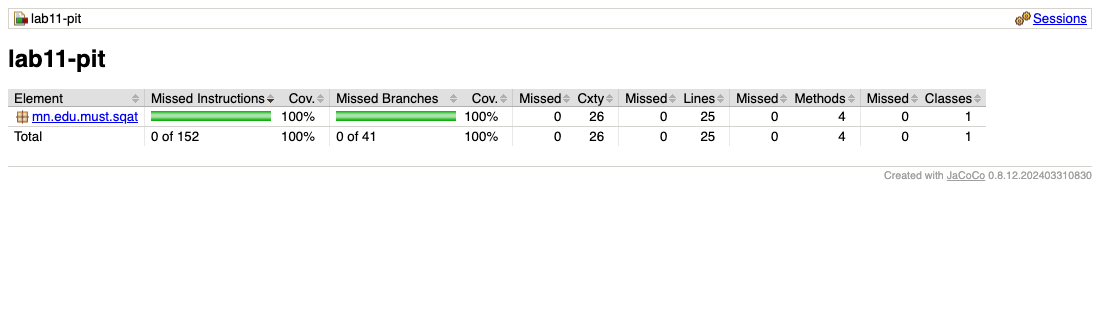 lab11-pit Sessions
lab11-pit
Element Missed Instructions Cov. Missed Branches Cov. Missed Cxty Missed Lines Missed Methods Missed Classes
mn.edu.must.sqat 100% 100% 0 26 0 25 0 4 0 1
Total 0 of 152 100% 0 of 41 100% 0 26 0 25 0 4 0 1
Created with JaCoCo 0.8.12.202403310830